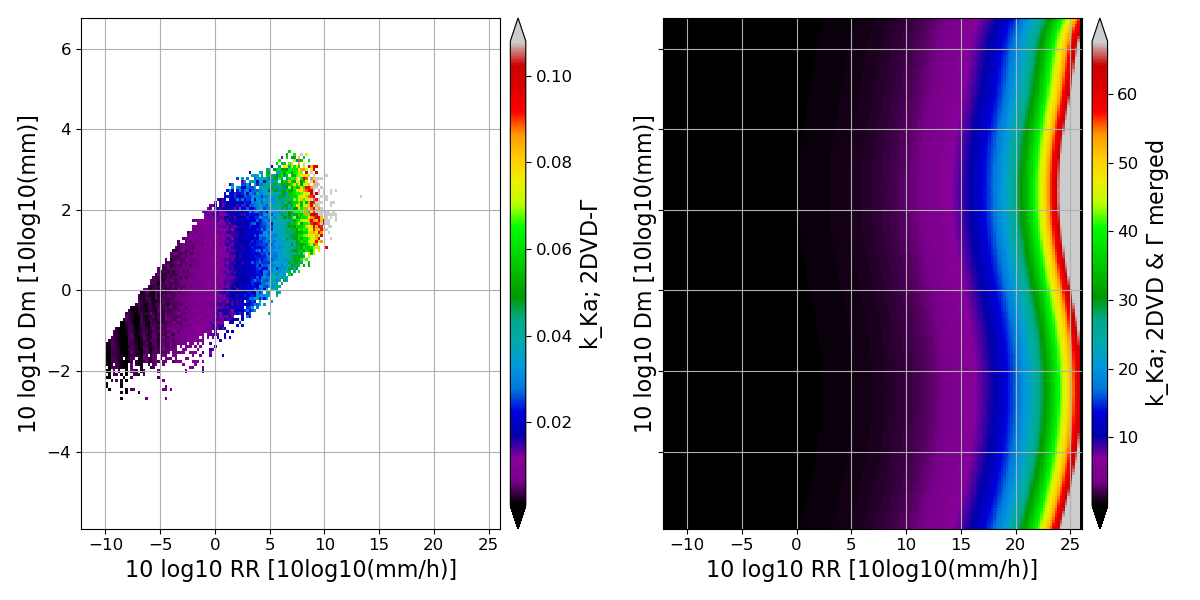 6
4
2
0
−2
−4
−10 −5 0 5 10 15 20 25
10 log10 RR [10log10(mm/h)]
10 log10 Dm [10log10(mm)]
0.10
0.08
0.06
0.04
0.02
k_Ka; 2DVD-Γ
−10 −5 0 5 10 15 20 25
10 log10 RR [10log10(mm/h)]
10 log10 Dm [10log10(mm)]
60
50
40
30
20
10
k_Ka; 2DVD & Γ merged